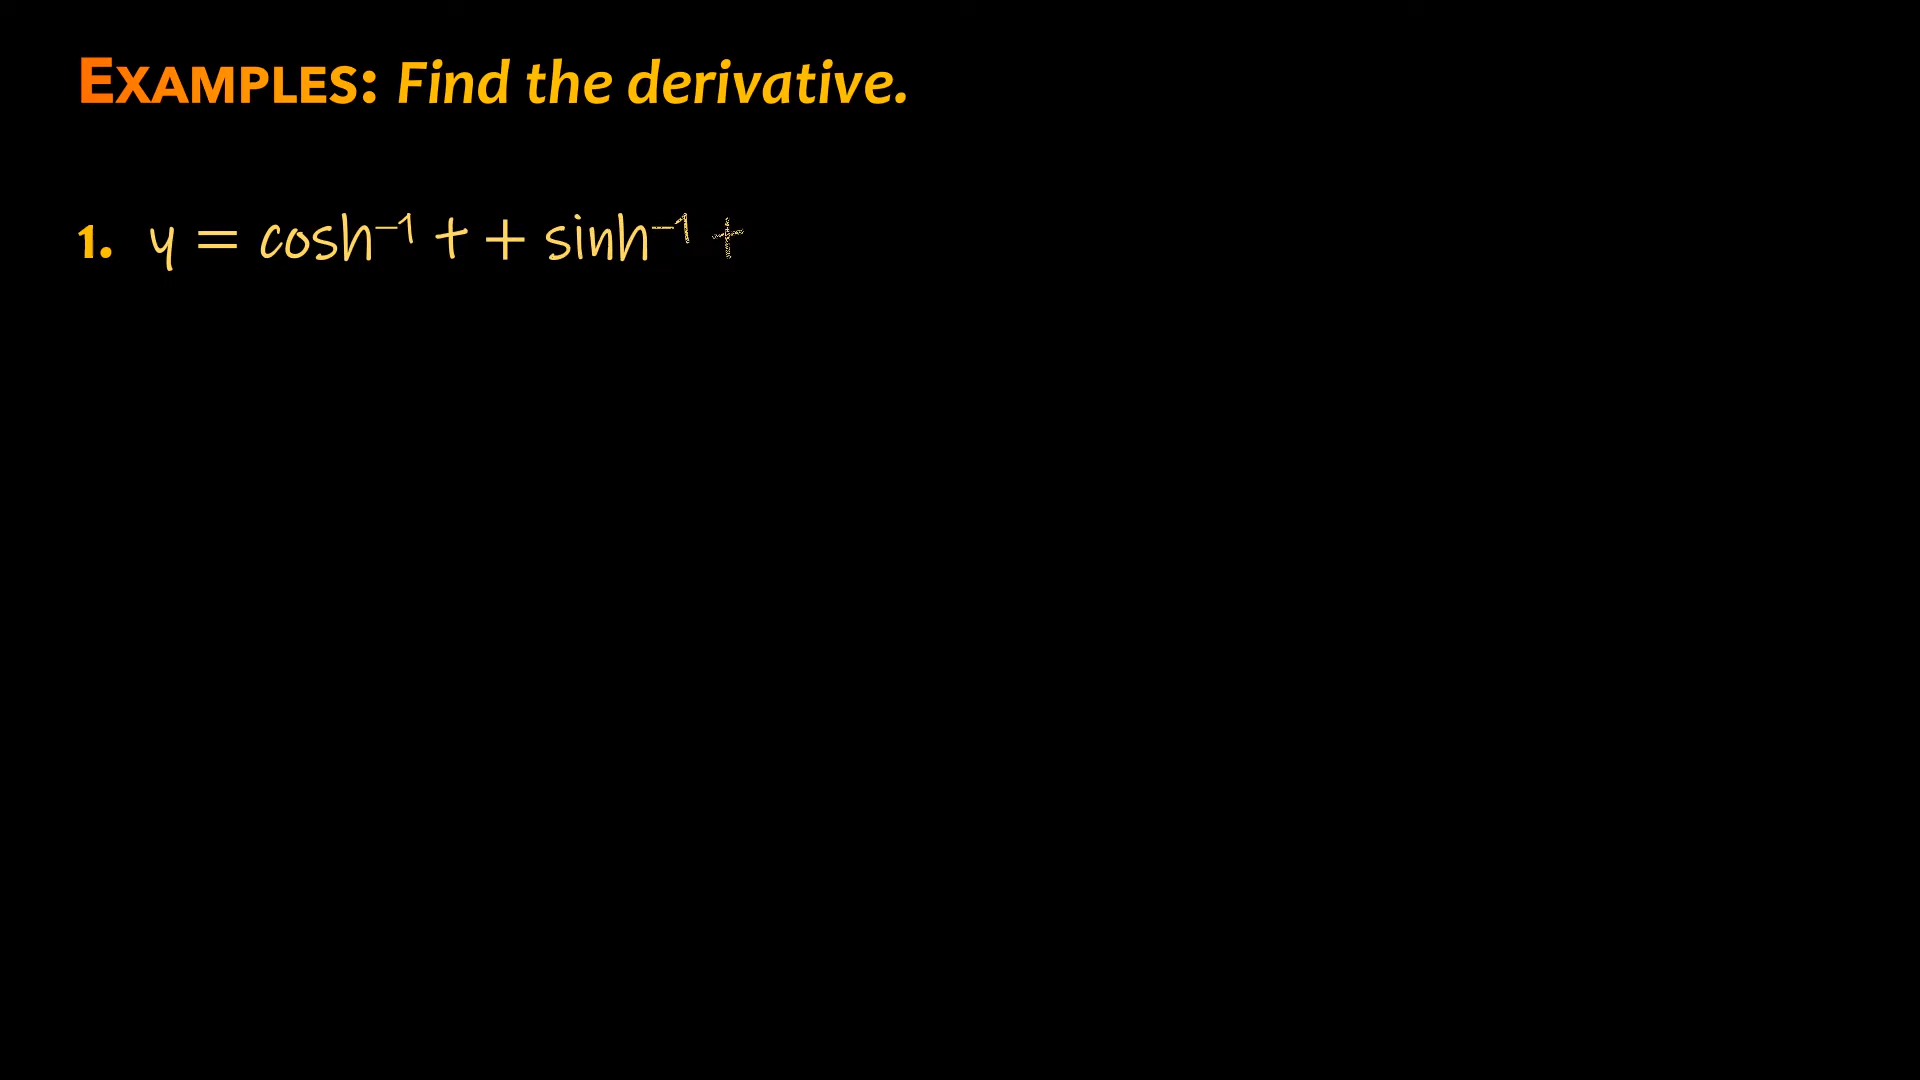 EXAMPLES: Find the derivative.
1. y = cosh⁻¹ t + sinh⁻¹ t